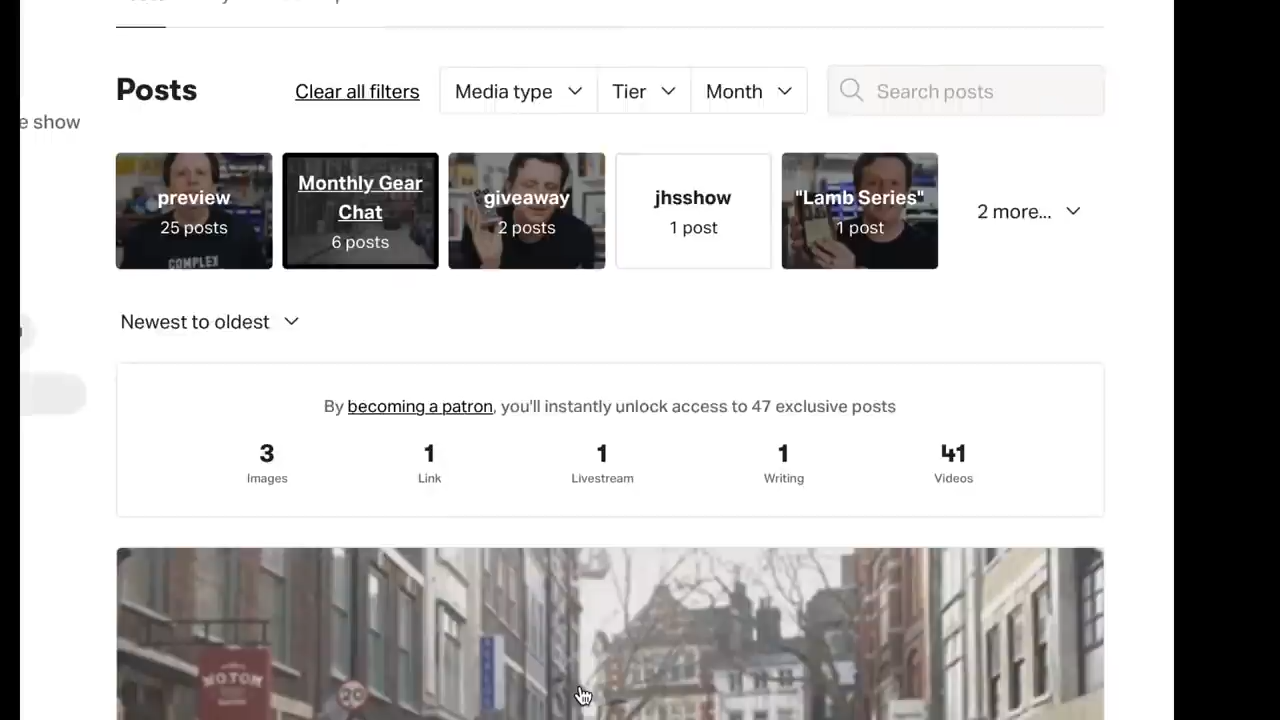 Posts
Clear all filters
Media type
Tier
Month
Search posts
e show
preview
25 posts
Monthly Gear
Chat
6 posts
giveaway
2 posts
jhsshow
1 post
"Lamb Series"
1 post
2 more...
COMPLEX
Newest to oldest
By becoming a patron, you'll instantly unlock access to 47 exclusive posts
3
Images
1
Link
1
Livestream
1
Writing
41
Videos
20